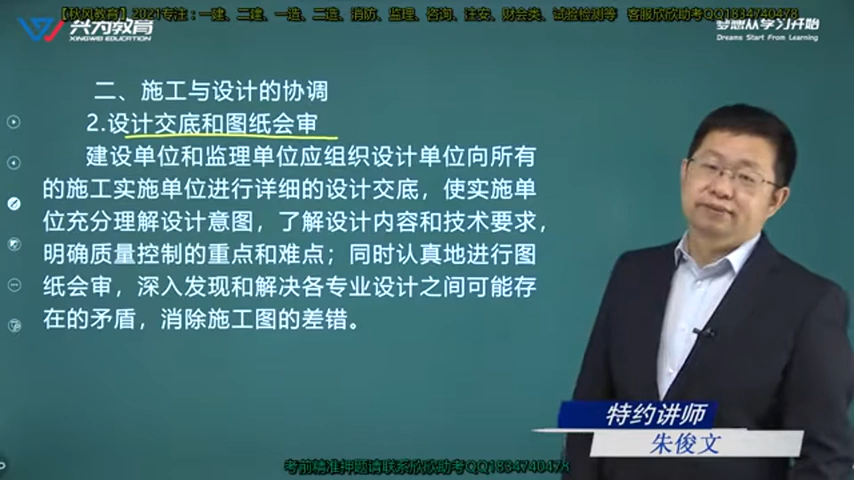 【秋风教育】2021专注：一建、二建、一造、二造、消防、监理、咨询、注安、财会类、试验检测等 客服欣欣助考QQ1834740478
兴为教育
XINGWEI EDUCATION
梦想从学习开始
Dreams Start From Learning
二、施工与设计的协调
2.设计交底和图纸会审
建设单位和监理单位应组织设计单位向所有
的施工实施单位进行详细的设计交底，使实施单
位充分理解设计意图，了解设计内容和技术要求，
明确质量控制的重点和难点；同时认真地进行图
纸会审，深入发现和解决各专业设计之间可能存
在的矛盾，消除施工图的差错。
特约讲师
朱俊文
考前精准押题请联系欣欣助考QQ1834740478